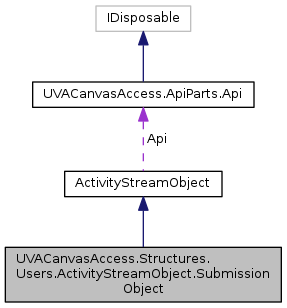 IDisposable
UVACanvasAccess.ApiParts.Api
Api
ActivityStreamObject
UVACanvasAccess.Structures.
Users.ActivityStreamObject.Submission
Object